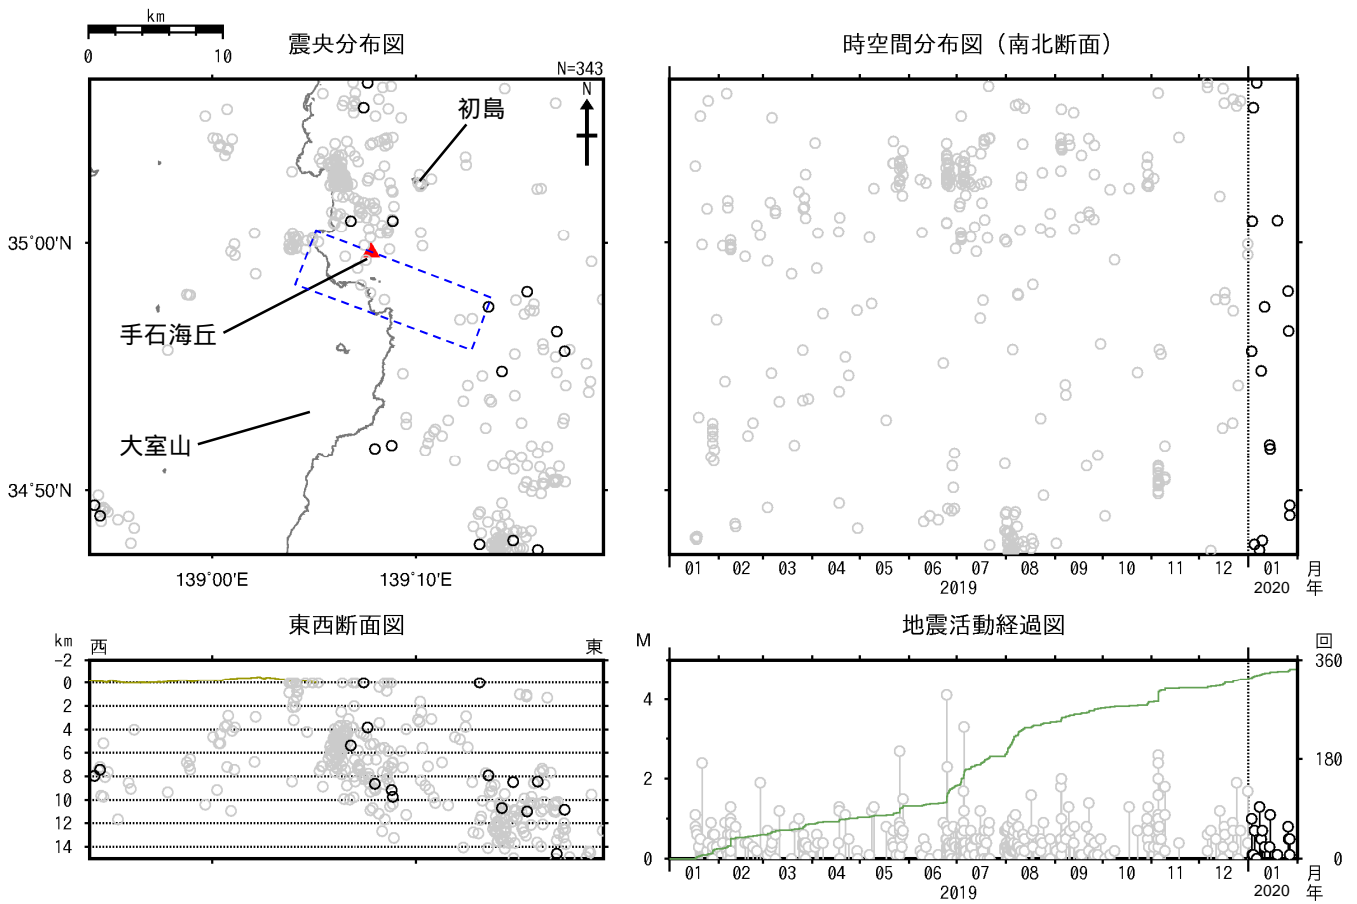 km
0 10
震央分布図
N=343
N
初島
35°00'N
手石海丘
大室山
34°50'N
139°00'E 139°10'E
時空間分布図（南北断面）
01 02 03 04 05 06 07 08 09 10 11 12 01 月
2019 2020 年
東西断面図
km 西 東
-2
0
2
4
6
8
10
12
14
地震活動経過図
M 回
4
2
0
360
180
0
01 02 03 04 05 06 07 08 09 10 11 12 01 月
2019 2020 年